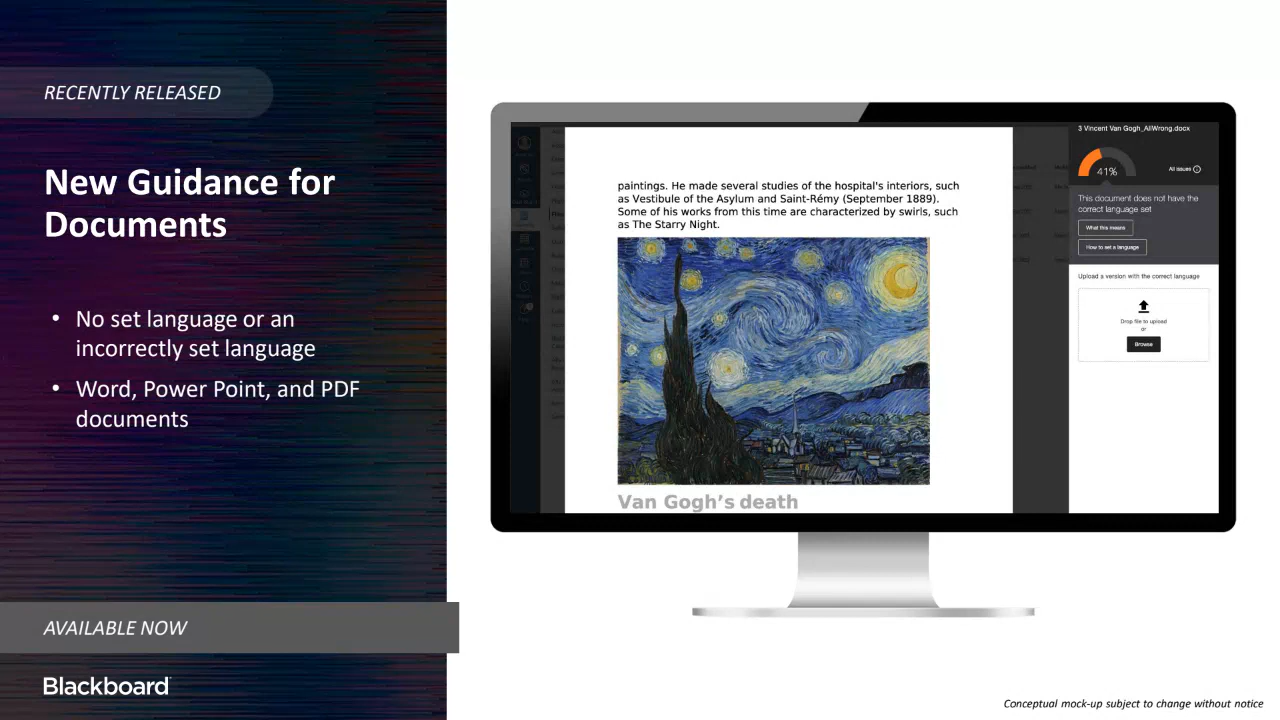 RECENTLY RELEASED
New Guidance for
Documents
• No set language or an
incorrectly set language
• Word, Power Point, and PDF
documents
AVAILABLE NOW
Blackboard
paintings. He made several studies of the hospital's interiors, such
as Vestibule of the Asylum and Saint-Rémy (September 1889).
Some of his works from this time are characterized by swirls, such
as The Starry Night.
Van Gogh’s death
3 Vincent Van Gogh_AllWrong.docx
41%
All issues
This document does not have the
correct language set
What this means
How to set a language
Upload a version with the correct language
Drop file to upload
or
Browse
Conceptual mock-up subject to change without notice